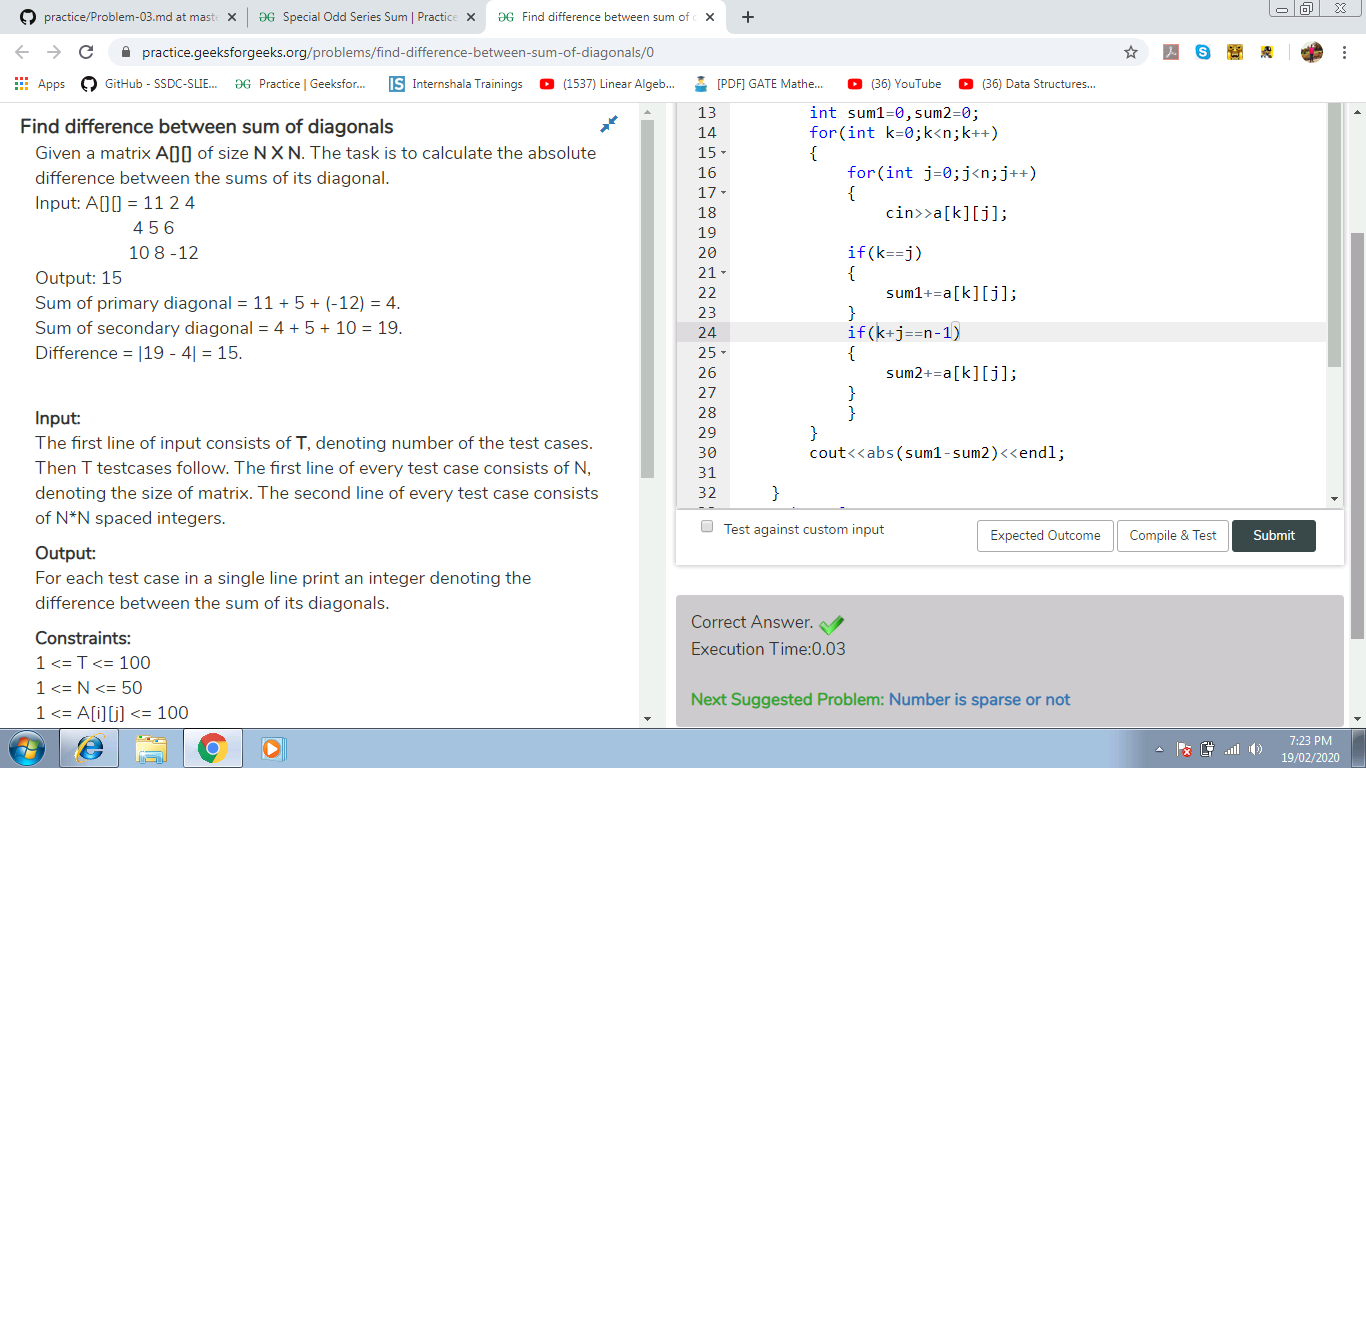 practice/Problem-03.md at maste
Special Odd Series Sum | Practice
Find difference between sum of d
practice.geeksforgeeks.org/problems/find-difference-between-sum-of-diagonals/0
Apps
GitHub - SSDC-SLIE...
Practice | Geeksfor...
Internshala Trainings
(1537) Linear Algeb...
[PDF] GATE Mathe...
(36) YouTube
(36) Data Structures...
Find difference between sum of diagonals
Given a matrix A[][] of size N X N. The task is to calculate the absolute
difference between the sums of its diagonal.
Input: A[][] = 11 2 4
4 5 6
10 8 -12
Output: 15
Sum of primary diagonal = 11 + 5 + (-12) = 4.
Sum of secondary diagonal = 4 + 5 + 10 = 19.
Difference = |19 - 4| = 15.
Input:
The first line of input consists of T, denoting number of the test cases.
Then T testcases follow. The first line of every test case consists of N,
denoting the size of matrix. The second line of every test case consists
of N*N spaced integers.
Output:
For each test case in a single line print an integer denoting the
difference between the sum of its diagonals.
Constraints:
1 <= T <= 100
1 <= N <= 50
1 <= A[i][j] <= 100
13 int sum1=0,sum2=0;
14 for(int k=0;k<n;k++)
15 {
16 for(int j=0;j<n;j++)
17 {
18 cin>>a[k][j];
19
20 if(k==j)
21 {
22 sum1+=a[k][j];
23 }
24 if(k+j==n-1)
25 {
26 sum2+=a[k][j];
27 }
28 }
29 }
30 cout<<abs(sum1-sum2)<<endl;
31
32 }
Test against custom input
Expected Outcome
Compile & Test
Submit
Correct Answer.
Execution Time:0.03
Next Suggested Problem: Number is sparse or not
7:23 PM
19/02/2020